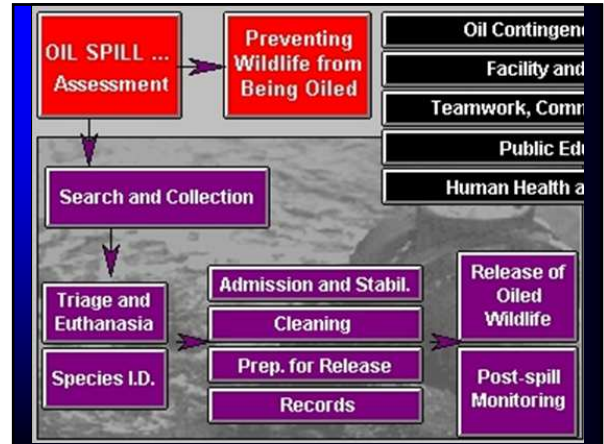 OIL SPILL ...
Assessment
Preventing
Wildlife from
Being Oiled
Oil Contingen
Facility and
Teamwork, Comm
Public Edu
Human Health a
Search and Collection
Triage and
Euthanasia
Species I.D.
Admission and Stabil.
Cleaning
Prep. for Release
Records
Release of
Oiled
Wildlife
Post-spill
Monitoring